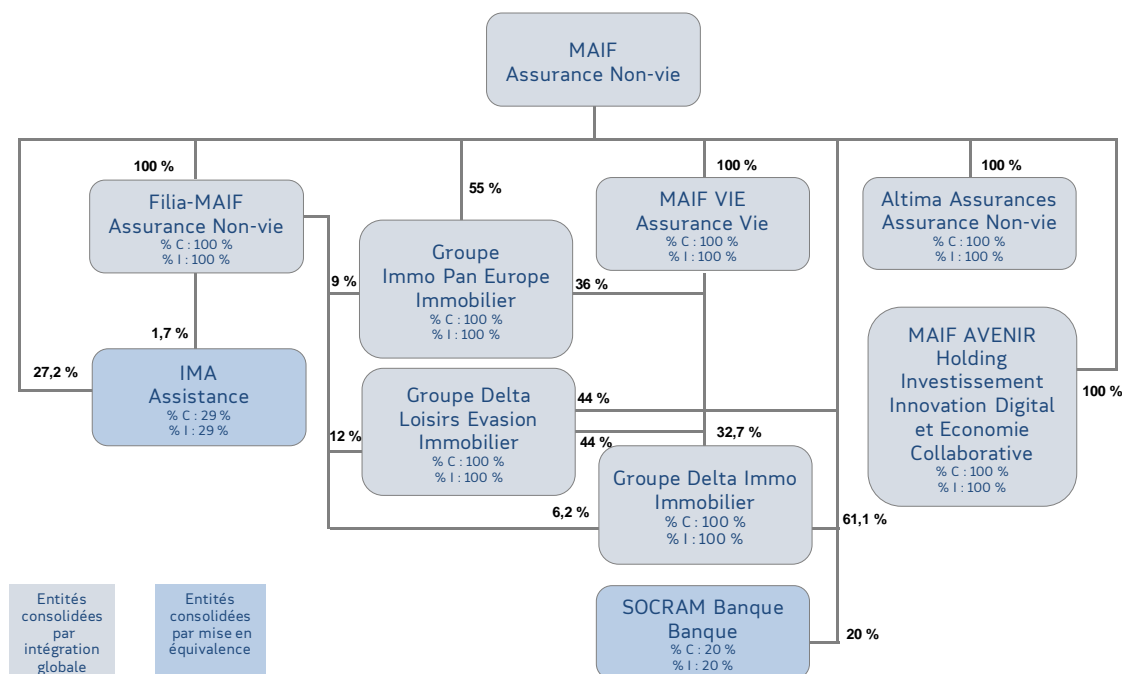 MAIF
Assurance Non-vie
100 %
55 %
100 %
100 %
Filia-MAIF
Assurance Non-vie
% C : 100 %
% I : 100 %
MAIF VIE
Assurance Vie
% C : 100 %
% I : 100 %
Altima Assurances
Assurance Non-vie
% C : 100 %
% I : 100 %
9 %
Groupe
Immo Pan Europe
Immobilier
% C : 100 %
% I : 100 %
36 %
1,7 %
27,2 %
IMA
Assistance
% C : 29 %
% I : 29 %
MAIF AVENIR
Holding
Investissement
Innovation Digital
et Economie
Collaborative
% C : 100 %
% I : 100 %
100 %
12 %
Groupe Delta
Loisirs Evasion
Immobilier
% C : 100 %
% I : 100 %
44 %
44 %
32,7 %
6,2 %
Groupe Delta Immo
Immobilier
% C : 100 %
% I : 100 %
61,1 %
SOCRAM Banque
Banque
% C : 20 %
% I : 20 %
20 %
Entités
consolidées
par
intégration
globale
Entités
consolidées
par mise en
équivalence